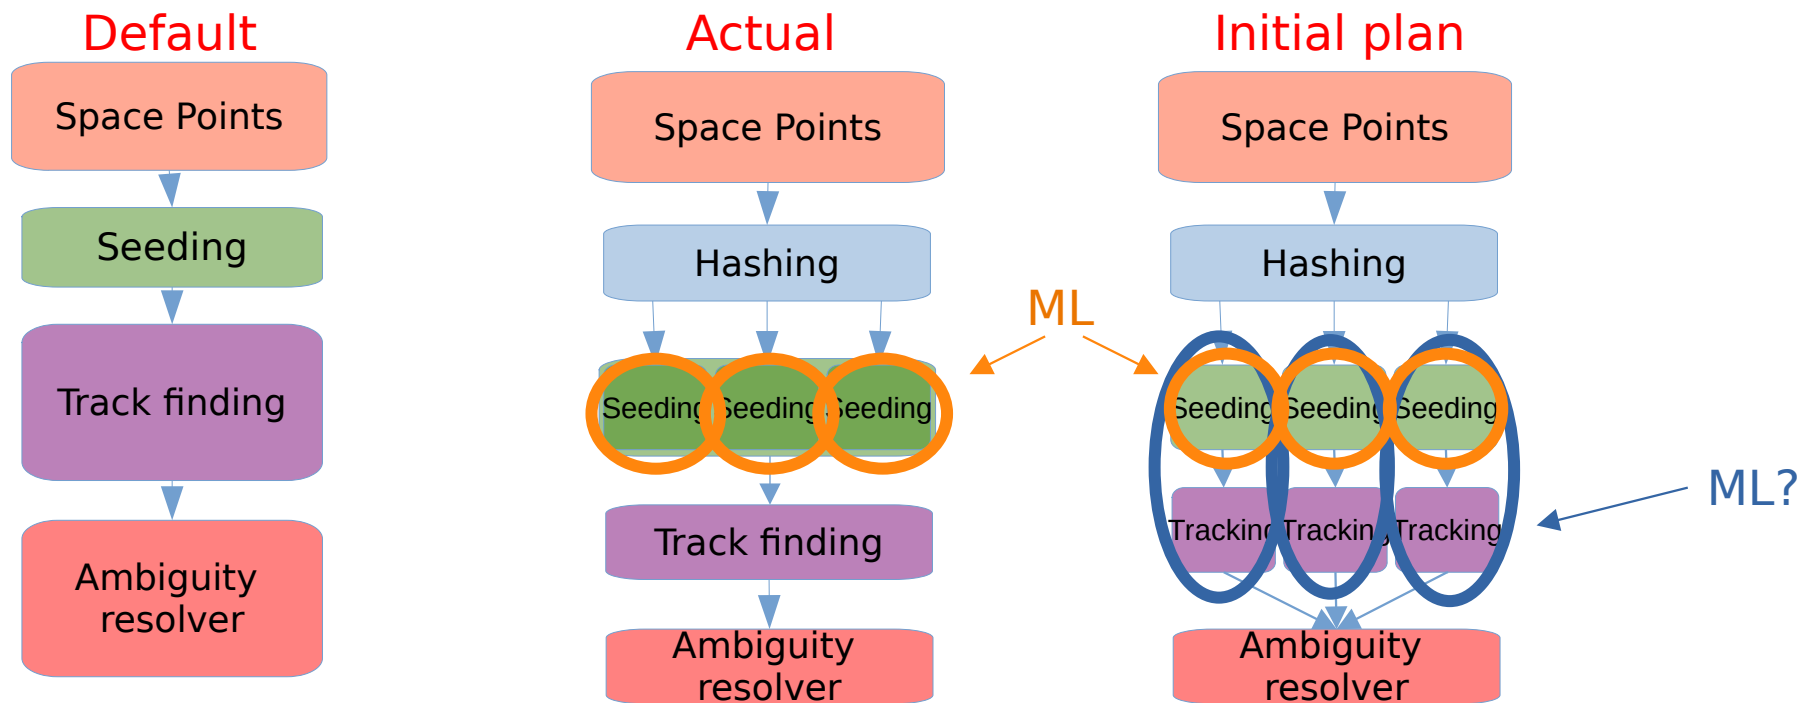 Default
Actual
Initial plan
Space Points
Seeding
Track finding
Ambiguity
resolver
Space Points
Hashing
Seeding Seeding Seeding
Track finding
Ambiguity
resolver
ML
Space Points
Hashing
Seeding Seeding Seeding
Tracking Tracking Tracking
Ambiguity
resolver
ML?